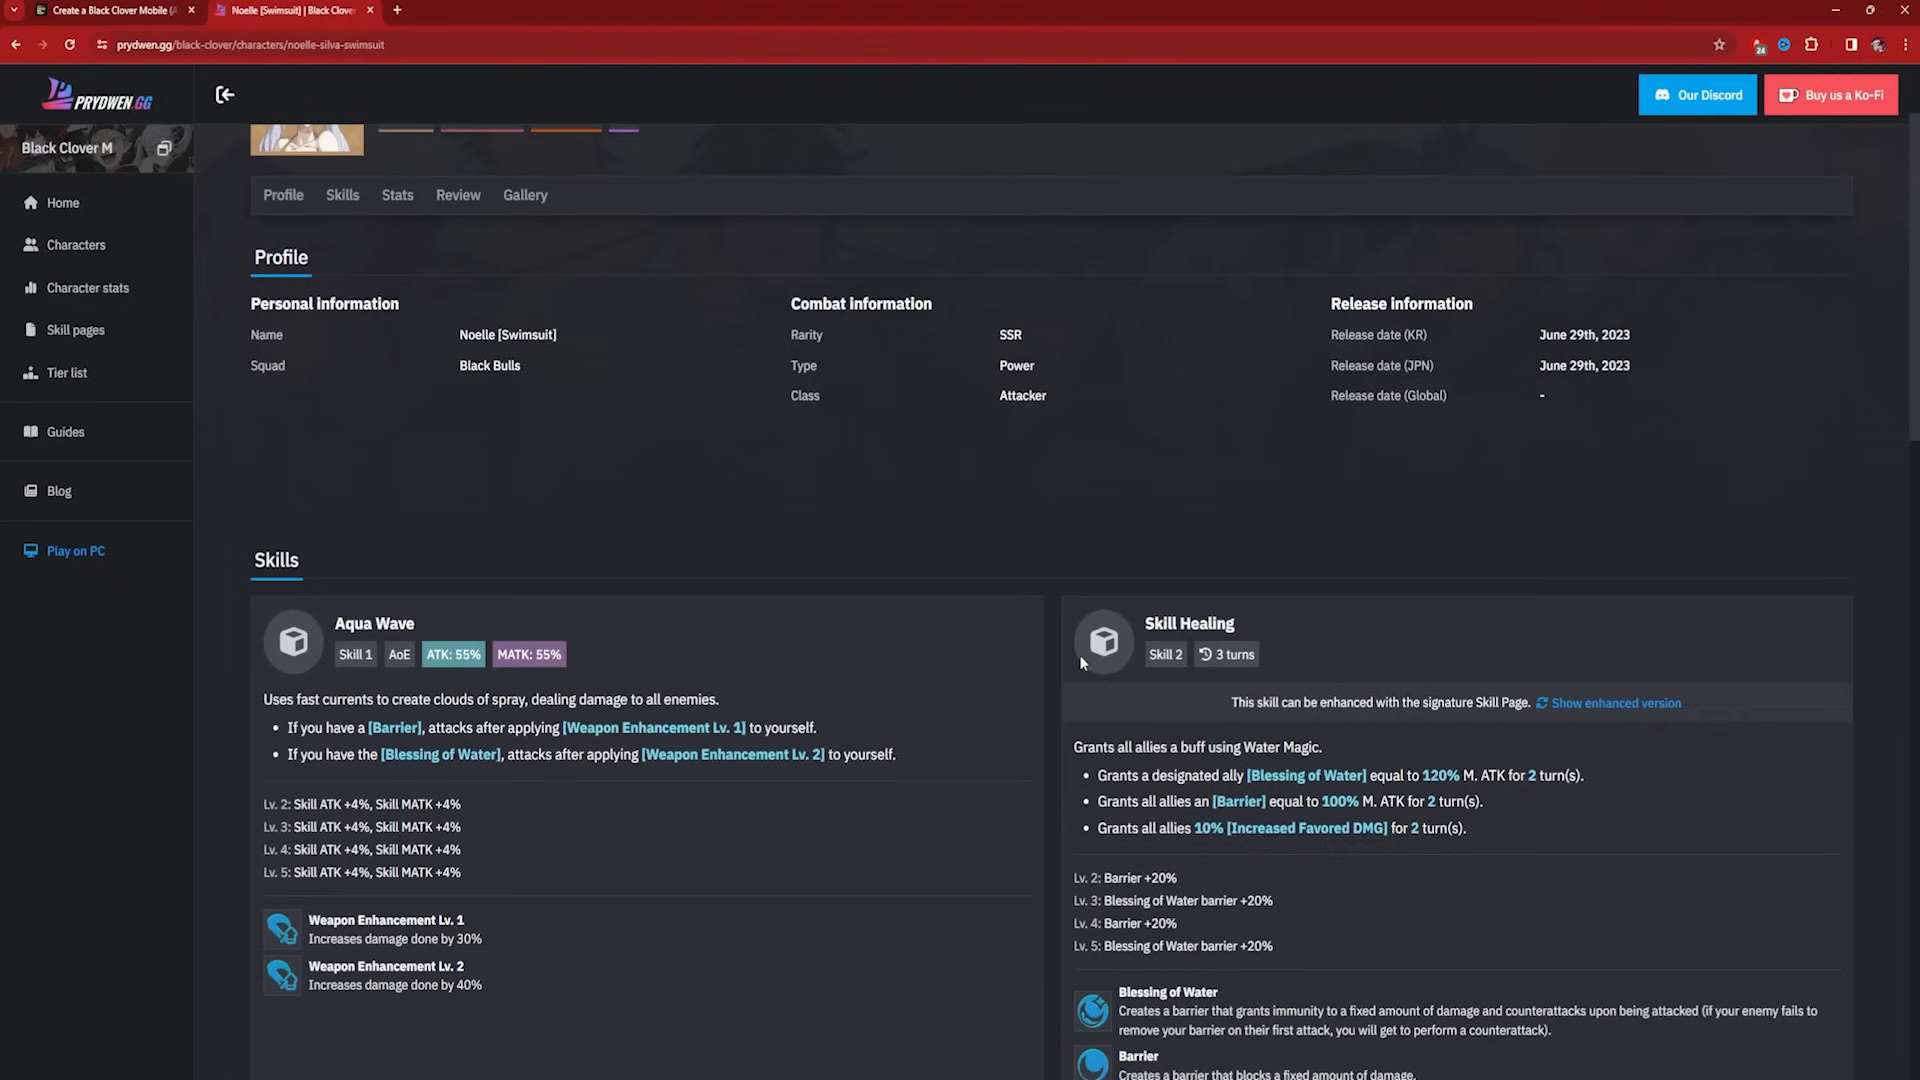 Create a Black Clover Mobile (A
Noelle [Swimsuit] | Black Clove
prydwen.gg/black-clover/characters/noelle-silva-swimsuit
24
PRYDWEN.GG
Our Discord
Buy us a Ko-Fi
Black Clover M
Home
Characters
Character stats
Skill pages
Tier list
Guides
Blog
Play on PC
Profile
Skills
Stats
Review
Gallery
Profile
Personal information
Name
Noelle [Swimsuit]
Squad
Black Bulls
Combat information
Rarity
SSR
Type
Power
Class
Attacker
Release information
Release date (KR)
June 29th, 2023
Release date (JPN)
June 29th, 2023
Release date (Global)
-
Skills
Aqua Wave
Skill 1
AoE
ATK: 55%
MATK: 55%
Uses fast currents to create clouds of spray, dealing damage to all enemies.
• If you have a [Barrier], attacks after applying [Weapon Enhancement Lv. 1] to yourself.
• If you have the [Blessing of Water], attacks after applying [Weapon Enhancement Lv. 2] to yourself.
Lv. 2: Skill ATK +4%, Skill MATK +4%
Lv. 3: Skill ATK +4%, Skill MATK +4%
Lv. 4: Skill ATK +4%, Skill MATK +4%
Lv. 5: Skill ATK +4%, Skill MATK +4%
Weapon Enhancement Lv. 1
Increases damage done by 30%
Weapon Enhancement Lv. 2
Increases damage done by 40%
Skill Healing
Skill 2
3 turns
This skill can be enhanced with the signature Skill Page. Show enhanced version
Grants all allies a buff using Water Magic.
• Grants a designated ally [Blessing of Water] equal to 120% M. ATK for 2 turn(s).
• Grants all allies an [Barrier] equal to 100% M. ATK for 2 turn(s).
• Grants all allies 10% [Increased Favored DMG] for 2 turn(s).
Lv. 2: Barrier +20%
Lv. 3: Blessing of Water barrier +20%
Lv. 4: Barrier +20%
Lv. 5: Blessing of Water barrier +20%
Blessing of Water
Creates a barrier that grants immunity to a fixed amount of damage and counterattacks upon being attacked (if your enemy fails to
remove your barrier on their first attack, you will get to perform a counterattack).
Barrier
Creates a barrier that blocks a fixed amount of damage.